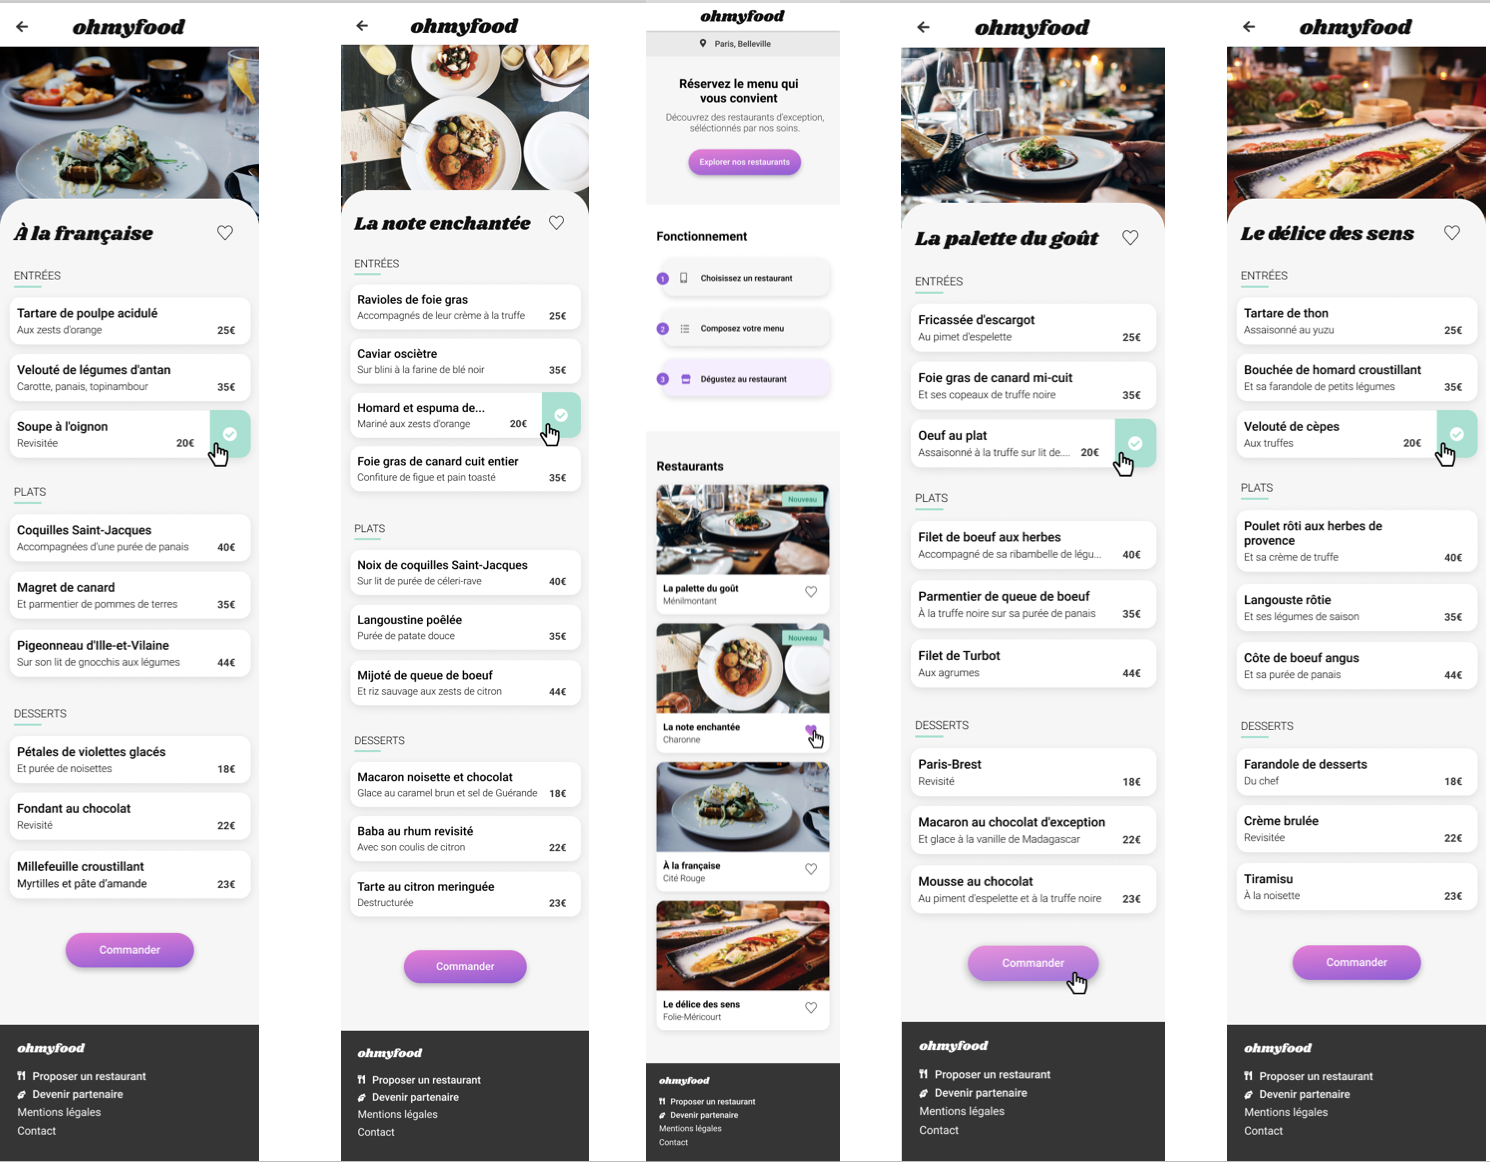 ohmyfood
À la française
ENTRÉES
Tartare de poulpe acidulé
Aux zests d'orange 25€
Velouté de légumes d'antan
Carotte, panais, topinambour 35€
Soupe à l'oignon
Revisitée 20€
PLATS
Coquilles Saint-Jacques
Accompagnées d'une purée de panais 40€
Magret de canard
Et parmentier de pommes de terres 35€
Pigeonneau d'Ille-et-Vilaine
Sur son lit de gnocchis aux légumes 44€
DESSERTS
Pétales de violettes glacés
Et purée de noisettes 18€
Fondant au chocolat
Revisité 22€
Millefeuille croustillant
Myrtilles et pâte d'amande 23€
Commander
ohmyfood
Proposer un restaurant
Devenir partenaire
Mentions légales
Contact
ohmyfood
La note enchantée
ENTRÉES
Ravioles de foie gras
Accompagnés de leur crème à la truffe 25€
Caviar osciètre
Sur blini à la farine de blé noir 35€
Homard et espuma de...
Mariné aux zests d'orange 20€
Foie gras de canard cuit entier
Confiture de figue et pain toasté 35€
PLATS
Noix de coquilles Saint-Jacques
Sur lit de purée de céleri-rave 40€
Langoustine poêlée
Purée de patate douce 35€
Mijoté de queue de boeuf
Et riz sauvage aux zests de citron 44€
DESSERTS
Macaron noisette et chocolat
Glace au caramel brun et sel de Guérande 18€
Baba au rhum revisité
Avec son coulis de citron 22€
Tarte au citron meringuée
Destructurée 23€
Commander
ohmyfood
Proposer un restaurant
Devenir partenaire
Mentions légales
Contact
ohmyfood
Paris, Belleville
Réservez le menu qui
vous convient
Découvrez des restaurants d'exception,
séléctionnés par nos soins.
Explorer nos restaurants
Fonctionnement
1 Choisissez un restaurant
2 Composez votre menu
3 Dégustez au restaurant
Restaurants
Nouveau
La palette du goût
Ménilmontant
Nouveau
La note enchantée
Charonne
À la française
Cité Rouge
Le délice des sens
Folie-Méricourt
ohmyfood
Proposer un restaurant
Devenir partenaire
Mentions légales
Contact
ohmyfood
La palette du goût
ENTRÉES
Fricassée d'escargot
Au pimet d'espelette 25€
Foie gras de canard mi-cuit
Et ses copeaux de truffe noire 35€
Oeuf au plat
Assaisonné à la truffe sur lit de.... 20€
PLATS
Filet de boeuf aux herbes
Accompagné de sa ribambelle de légu... 40€
Parmentier de queue de boeuf
À la truffe noire sur sa purée de panais 35€
Filet de Turbot
Aux agrumes 44€
DESSERTS
Paris-Brest
Revisité 18€
Macaron au chocolat d'exception
Et glace à la vanille de Madagascar 22€
Mousse au chocolat
Au piment d'espelette et à la truffe noire 23€
Commander
ohmyfood
Proposer un restaurant
Devenir partenaire
Mentions légales
Contact
ohmyfood
Le délice des sens
ENTRÉES
Tartare de thon
Assaisonné au yuzu 25€
Bouchée de homard croustillant
Et sa farandole de petits légumes 35€
Velouté de cèpes
Aux truffes 20€
PLATS
Poulet rôti aux herbes de
provence
Et sa crème de truffe 40€
Langouste rôtie
Et ses légumes de saison 35€
Côte de boeuf angus
Et sa purée de panais 44€
DESSERTS
Farandole de desserts
Du chef 18€
Crème brulée
Revisitée 22€
Tiramisu
À la noisette 23€
Commander
ohmyfood
Proposer un restaurant
Devenir partenaire
Mentions légales
Contact